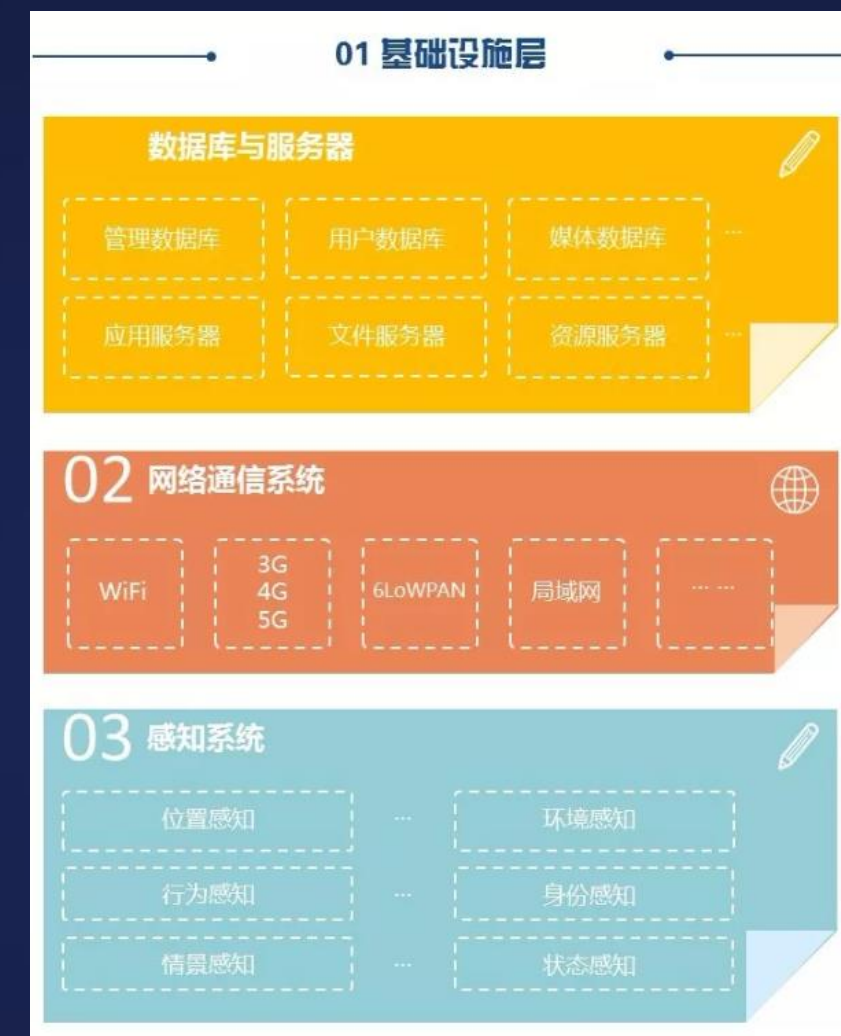 01 基础设施层
数据库与服务器
管理数据库 用户数据库 媒体数据库 ...
应用服务器 文件服务器 资源服务器 ...
02 网络通信系统
WiFi
3G
4G
5G
6LoWPAN
局域网
... ...
03 感知系统
位置感知 ... 环境感知
行为感知 ... 身份感知
情景感知 ... 状态感知